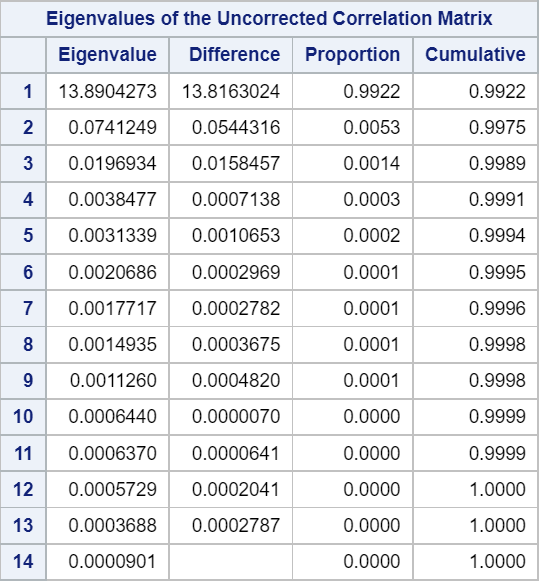 Eigenvalues of the Uncorrected Correlation Matrix
Eigenvalue Difference Proportion Cumulative
1 13.8904273 13.8163024 0.9922 0.9922
2 0.0741249 0.0544316 0.0053 0.9975
3 0.0196934 0.0158457 0.0014 0.9989
4 0.0038477 0.0007138 0.0003 0.9991
5 0.0031339 0.0010653 0.0002 0.9994
6 0.0020686 0.0002969 0.0001 0.9995
7 0.0017717 0.0002782 0.0001 0.9996
8 0.0014935 0.0003675 0.0001 0.9998
9 0.0011260 0.0004820 0.0001 0.9998
10 0.0006440 0.0000070 0.0000 0.9999
11 0.0006370 0.0000641 0.0000 0.9999
12 0.0005729 0.0002041 0.0000 1.0000
13 0.0003688 0.0002787 0.0000 1.0000
14 0.0000901 0.0000 1.0000